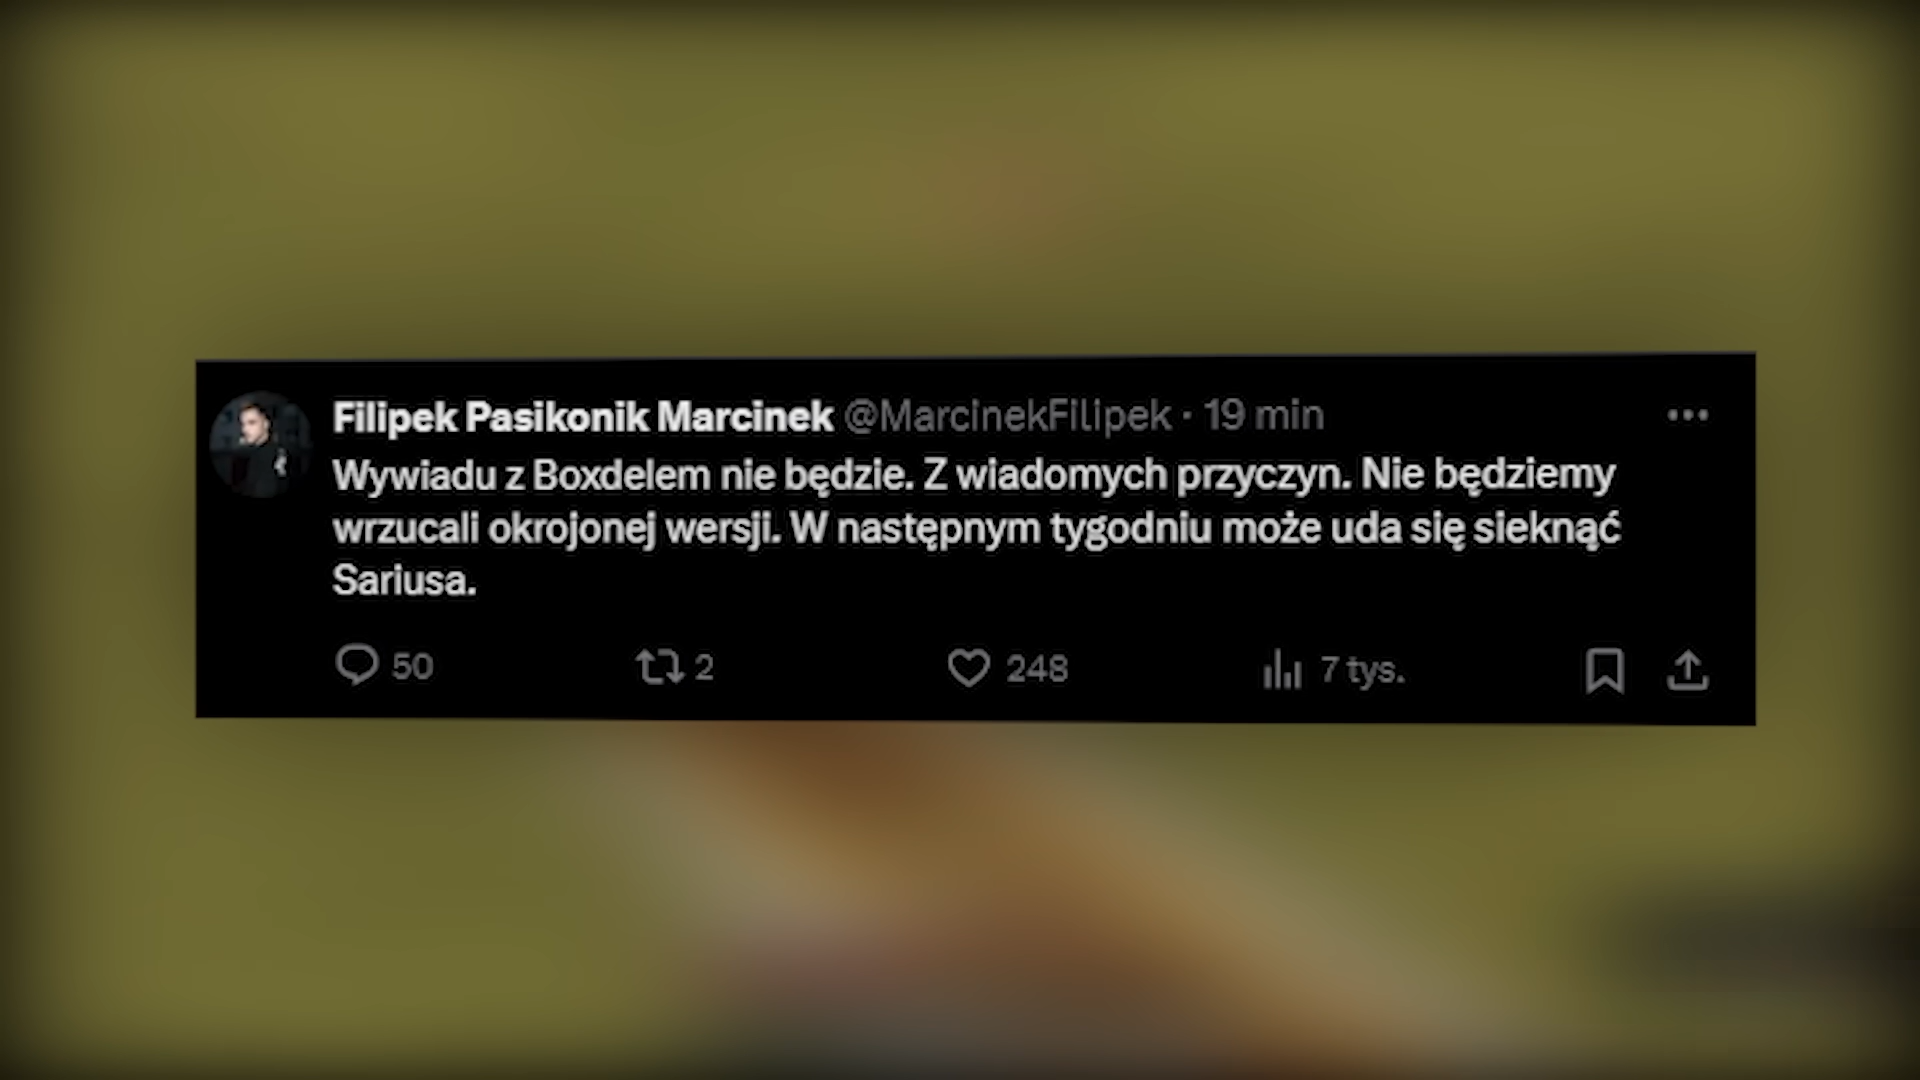 Filipek Pasikonik Marcinek @MarcinekFilipek · 19 min
Wywiadu z Boxdelem nie będzie. Z wiadomych przyczyn. Nie będziemy
wrzucali okrojonej wersji. W następnym tygodniu może uda się sieknąć
Sariusa.
50 2 248 7 tys.